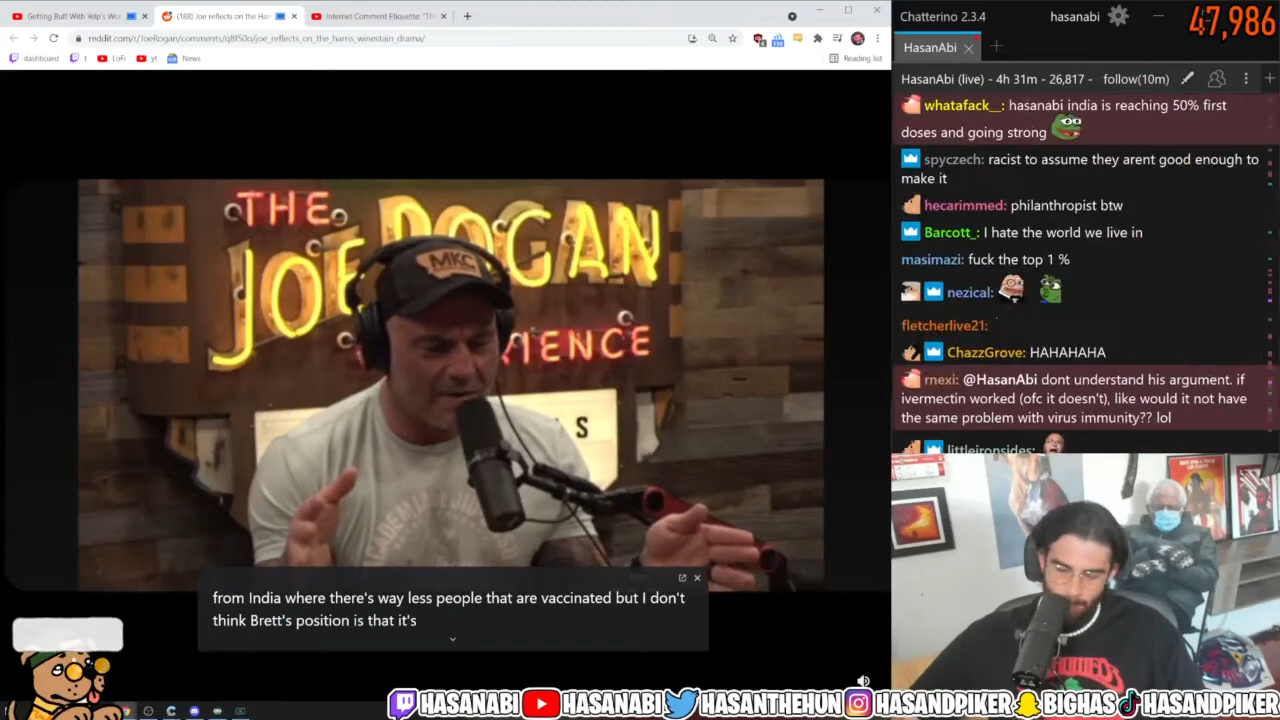 Getting Buff With Yelp's Wo
(188) Joe reflects on the Har
Internet Comment Etiquette: "Th
reddit.com/r/JoeRogan/comments/q8f50o/joe_reflects_on_the_harris_winestain_drama/
dashboard
t
LoFi
yt
News
Reading list
THE
JOE ROGAN
IENCE
MKC
S
from India where there's way less people that are vaccinated but I don't
think Brett's position is that it's
Chatterino 2.3.4
hasanabi
47,986
HasanAbi
HasanAbi (live) - 4h 31m - 26,817 - follow(10m)
whatafack__: hasanabi india is reaching 50% first
doses and going strong
spyczech: racist to assume they arent good enough to
make it
hecarimmed: philanthropist btw
Barcott_: I hate the world we live in
masimazi: fuck the top 1 %
nezical:
fletcherlive21:
ChazzGrove: HAHAHAHA
rnexi: @HasanAbi dont understand his argument. if
ivermectin worked (ofc it doesn't), like would it not have
the same problem with virus immunity?? lol
littleironsides:
HASANABI HASANABI HASANTHEHUN HASANDPIKER BIGHAS HASANDPIKER